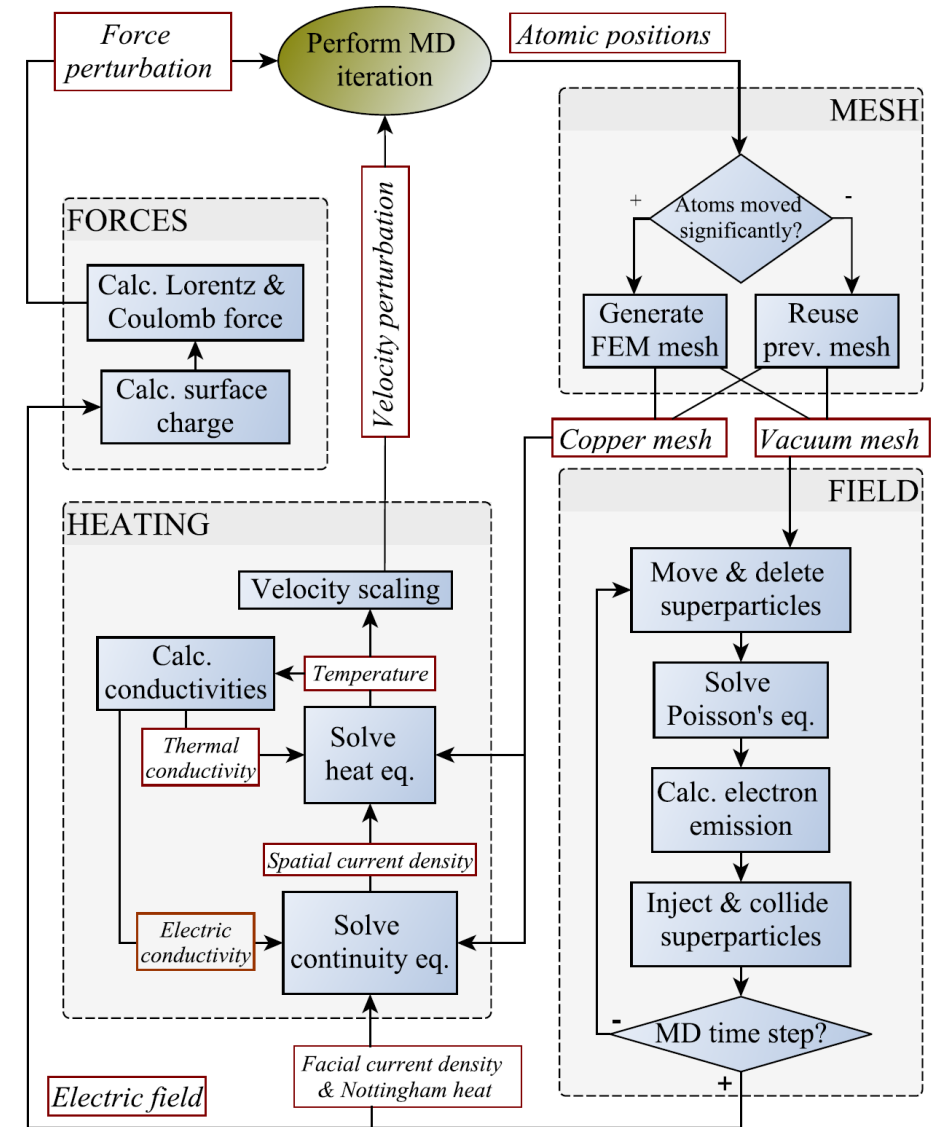 Force
perturbation
Perform MD
iteration
Atomic positions
MESH
Atoms moved
significantly?
+
-
Generate
FEM mesh
Reuse
prev. mesh
Copper mesh
Vacuum mesh
FORCES
Calc. Lorentz &
Coulomb force
Calc. surface
charge
Velocity perturbation
HEATING
Velocity scaling
Calc.
conductivities
Temperature
Thermal
conductivity
Solve
heat eq.
Spatial current density
Electric
conductivity
Solve
continuity eq.
Facial current density
& Nottingham heat
Electric field
FIELD
Move & delete
superparticles
Solve
Poisson's eq.
Calc. electron
emission
Inject & collide
superparticles
-
MD time step?
+